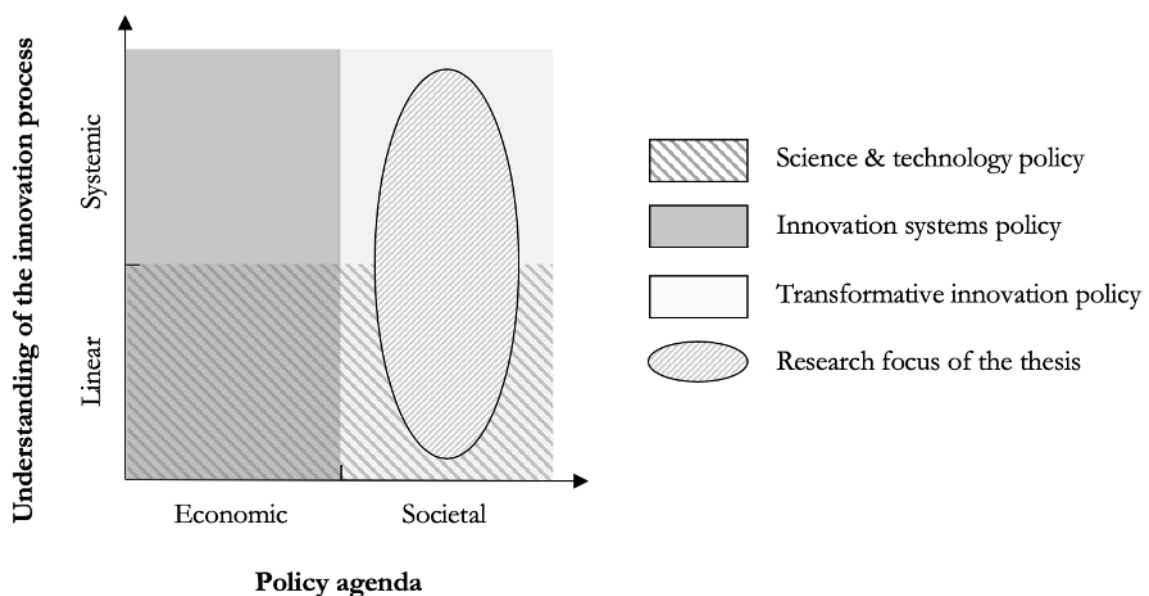 Understanding of the innovation process
Systemic
Linear
Economic
Societal
Policy agenda
Science & technology policy
Innovation systems policy
Transformative innovation policy
Research focus of the thesis